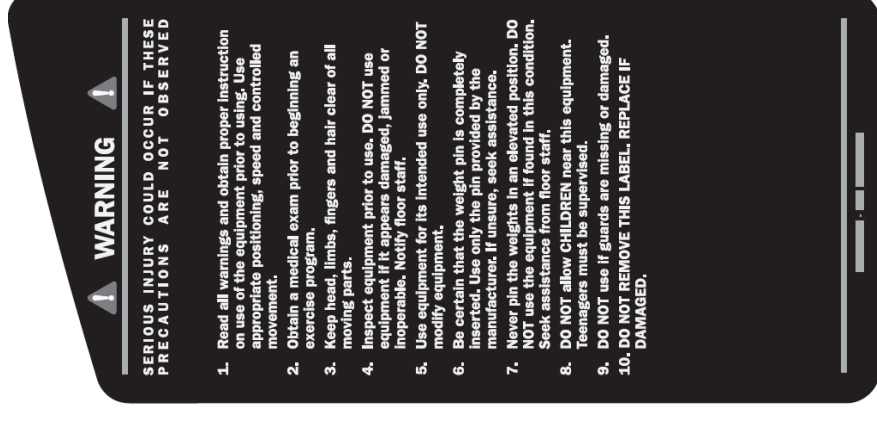 WARNING
SERIOUS INJURY COULD OCCUR IF THESE
PRECAUTIONS ARE NOT OBSERVED
1. Read all warnings and obtain proper instruction
on use of the equipment prior to using. Use
appropriate positioning, speed and controlled
movement.
2. Obtain a medical exam prior to beginning an
exercise program.
3. Keep head, limbs, fingers and hair clear of all
moving parts.
4. Inspect equipment prior to use. DO NOT use
equipment if it appears damaged, jammed or
inoperable. Notify floor staff.
5. Use equipment for its intended use only. DO NOT
modify equipment.
6. Be certain that the weight pin is completely
inserted. Use only the pin provided by the
manufacturer. If unsure, seek assistance.
7. Never pin the weights in an elevated position. DO
NOT use the equipment if found in this condition.
Seek assistance from floor staff.
8. DO NOT allow CHILDREN near this equipment.
Teenagers must be supervised.
9. DO NOT use if guards are missing or damaged.
10. DO NOT REMOVE THIS LABEL. REPLACE IF
DAMAGED.